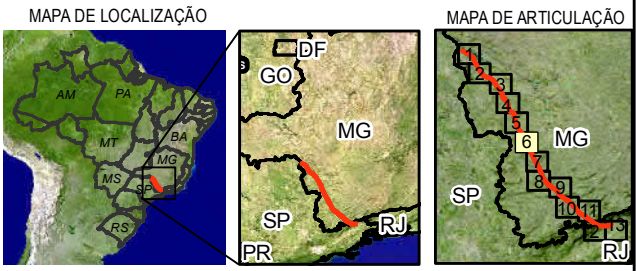 MAPA DE LOCALIZAÇÃO
AM
PA
MT
BA
MG
MS
SP
RS
DF
GO
MG
SP
RJ
PR
MAPA DE ARTICULAÇÃO
1
2
3
4
5
6
MG
7
8
9
SP
10
11
13
RJ